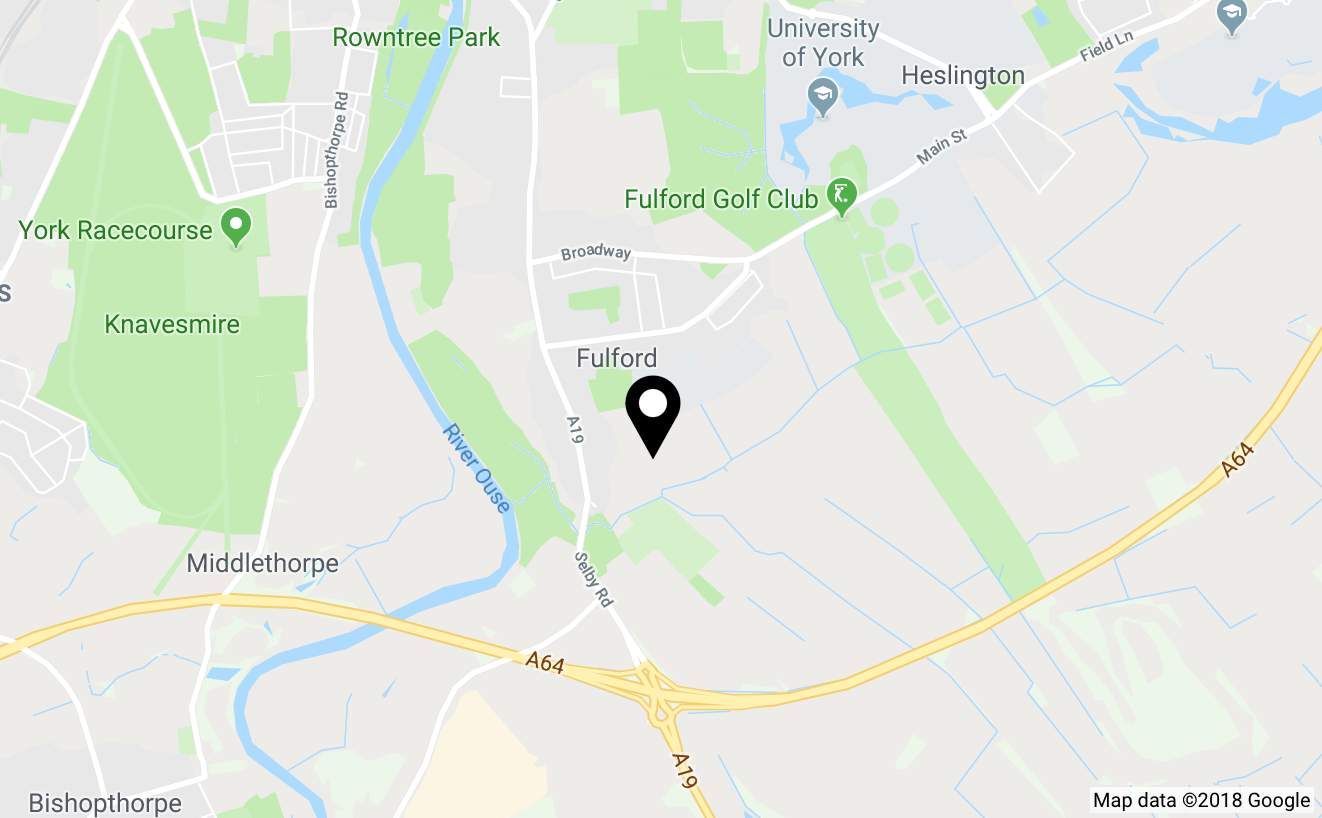 Rowntree Park
University
of York
Field Ln
Heslington
Bishopthorpe Rd
Main St
Fulford Golf Club
York Racecourse
Broadway
S
Knavesmire
Fulford
A19
River Ouse
A64
Middlethorpe
Selby Rd
A64
A19
Bishopthorpe
Map data ©2018 Google